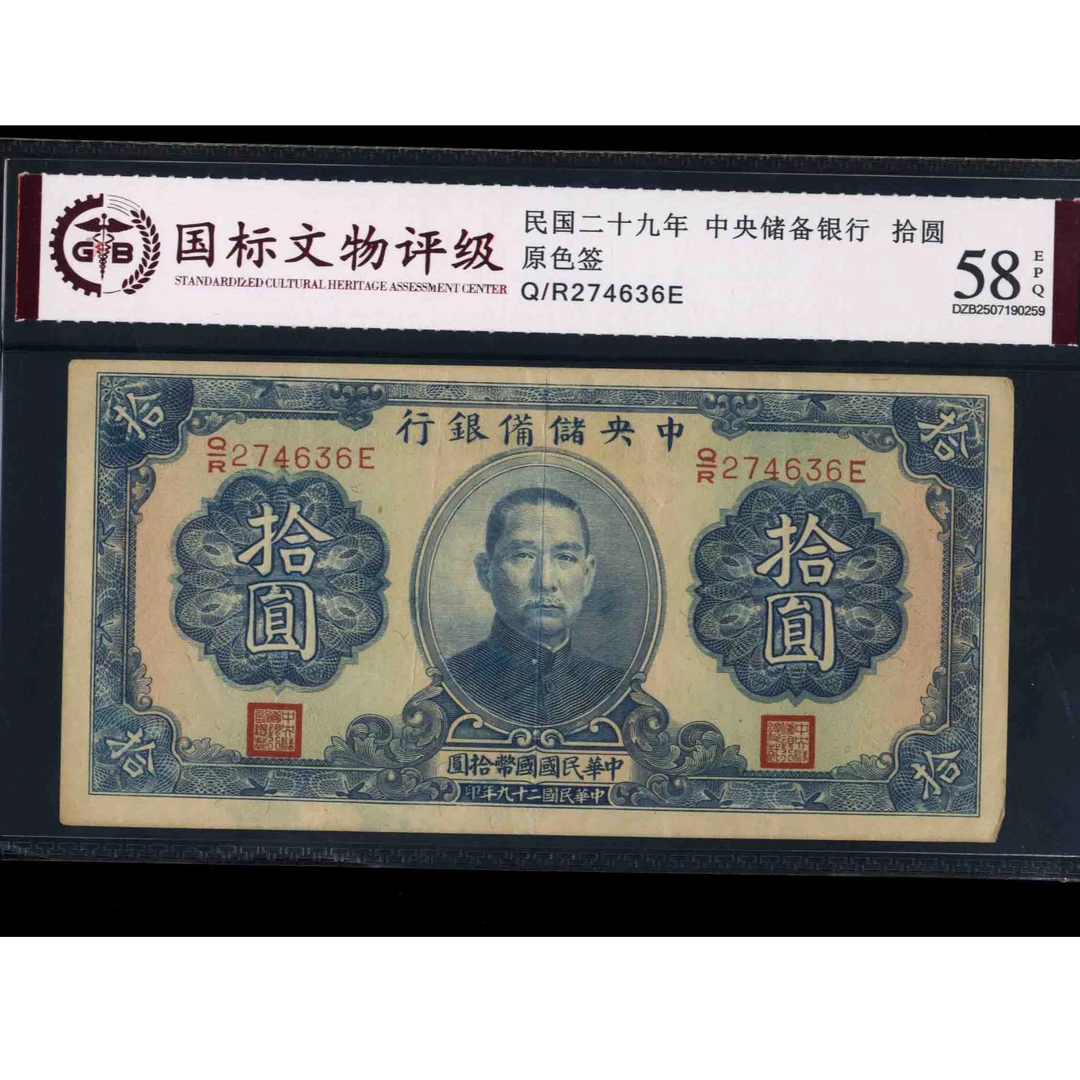 国标文物评级
STANDARDIZED CULTURAL HERITAGE ASSESSMENT CENTER
GB
民国二十九年 中央储备银行 拾圆
原色签
Q/R274636E
58
EPQ
DZB2507190259
行銀備儲央中
拾
拾
Q/R 274636E
Q/R 274636E
拾圓
拾圓
圓拾幣國國民華中
印年九十二國民華中
拾
拾